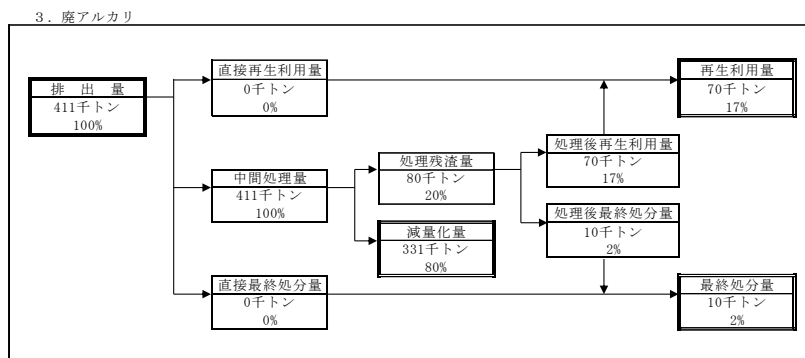 3．廃アルカリ
直接再生利用量
0千トン
0%
再生利用量
70千トン
17%
排　出　量
411千トン
100%
処理後再生利用量
70千トン
17%
処理残渣量
80千トン
20%
中間処理量
411千トン
100%
処理後最終処分量
10千トン
2%
減量化量
331千トン
80%
直接最終処分量
0千トン
0%
最終処分量
10千トン
2%